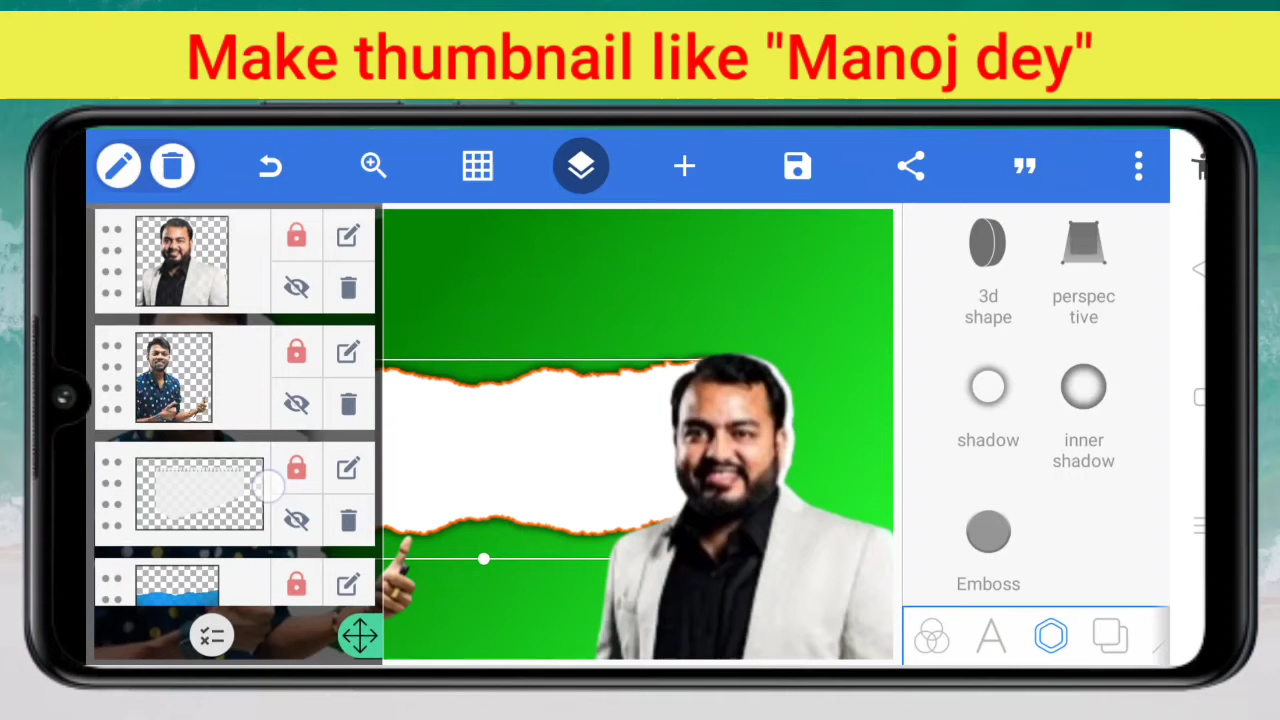 Make thumbnail like "Manoj dey"
3d
shape
perspec
tive
shadow
inner
shadow
Emboss